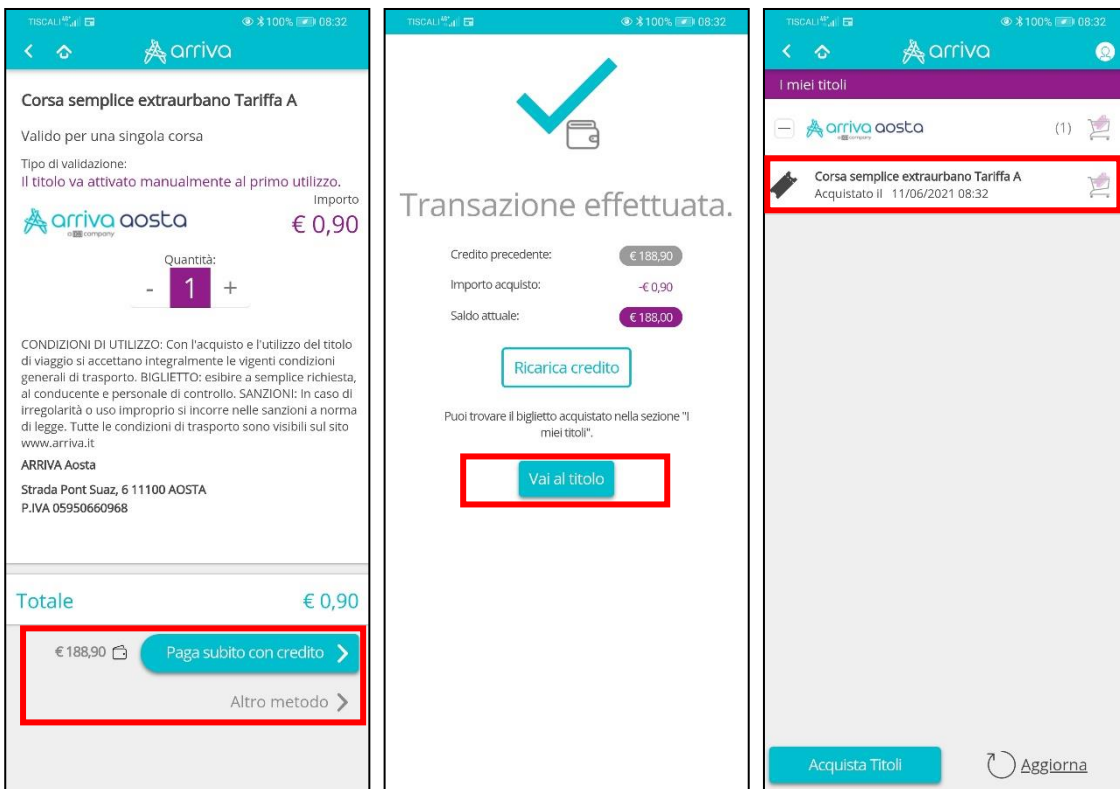 TISCALI 4G 100% 08:32
arriva
Corsa semplice extraurbano Tariffa A
Valido per una singola corsa
Tipo di validazione:
Il titolo va attivato manualmente al primo utilizzo.
Importo
arriva aosta
company
€ 0,90
Quantità:
- 1 +
CONDIZIONI DI UTILIZZO: Con l'acquisto e l'utilizzo del titolo
di viaggio si accettano integralmente le vigenti condizioni
generali di trasporto. BIGLIETTO: esibire a semplice richiesta,
al conducente e personale di controllo. SANZIONI: In caso di
irregolarità o uso improprio si incorre nelle sanzioni a norma
di legge. Tutte le condizioni di trasporto sono visibili sul sito
www.arriva.it
ARRIVA Aosta
Strada Pont Suaz, 6 11100 AOSTA
P.IVA 05950660968
Totale € 0,90
€ 188,90 Paga subito con credito
Altro metodo
TISCALI 4G 100% 08:32
Transazione effettuata.
Credito precedente: € 188,90
Importo acquisto: -€ 0,90
Saldo attuale: € 188,00
Ricarica credito
Puoi trovare il biglietto acquistato nella sezione "I
miei titoli".
Vai al titolo
TISCALI 4G 100% 08:32
arriva
I miei titoli
arriva aosta (1)
company
Corsa semplice extraurbano Tariffa A
Acquistato il 11/06/2021 08:32
Acquista Titoli Aggiorna